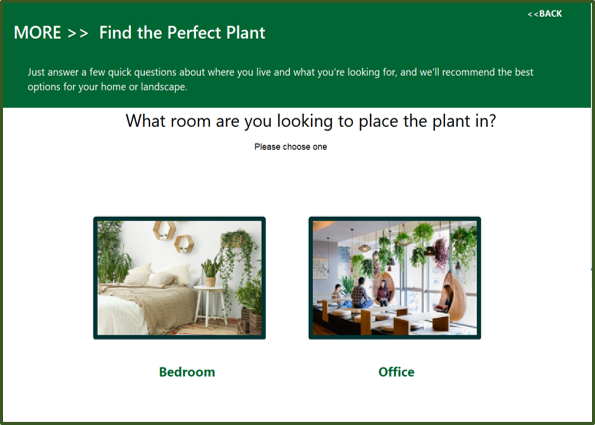 <<BACK
MORE >> Find the Perfect Plant
Just answer a few quick questions about where you live and what you're looking for, and we'll recommend the best
options for your home or landscape.
What room are you looking to place the plant in?
Please choose one
Bedroom
Office